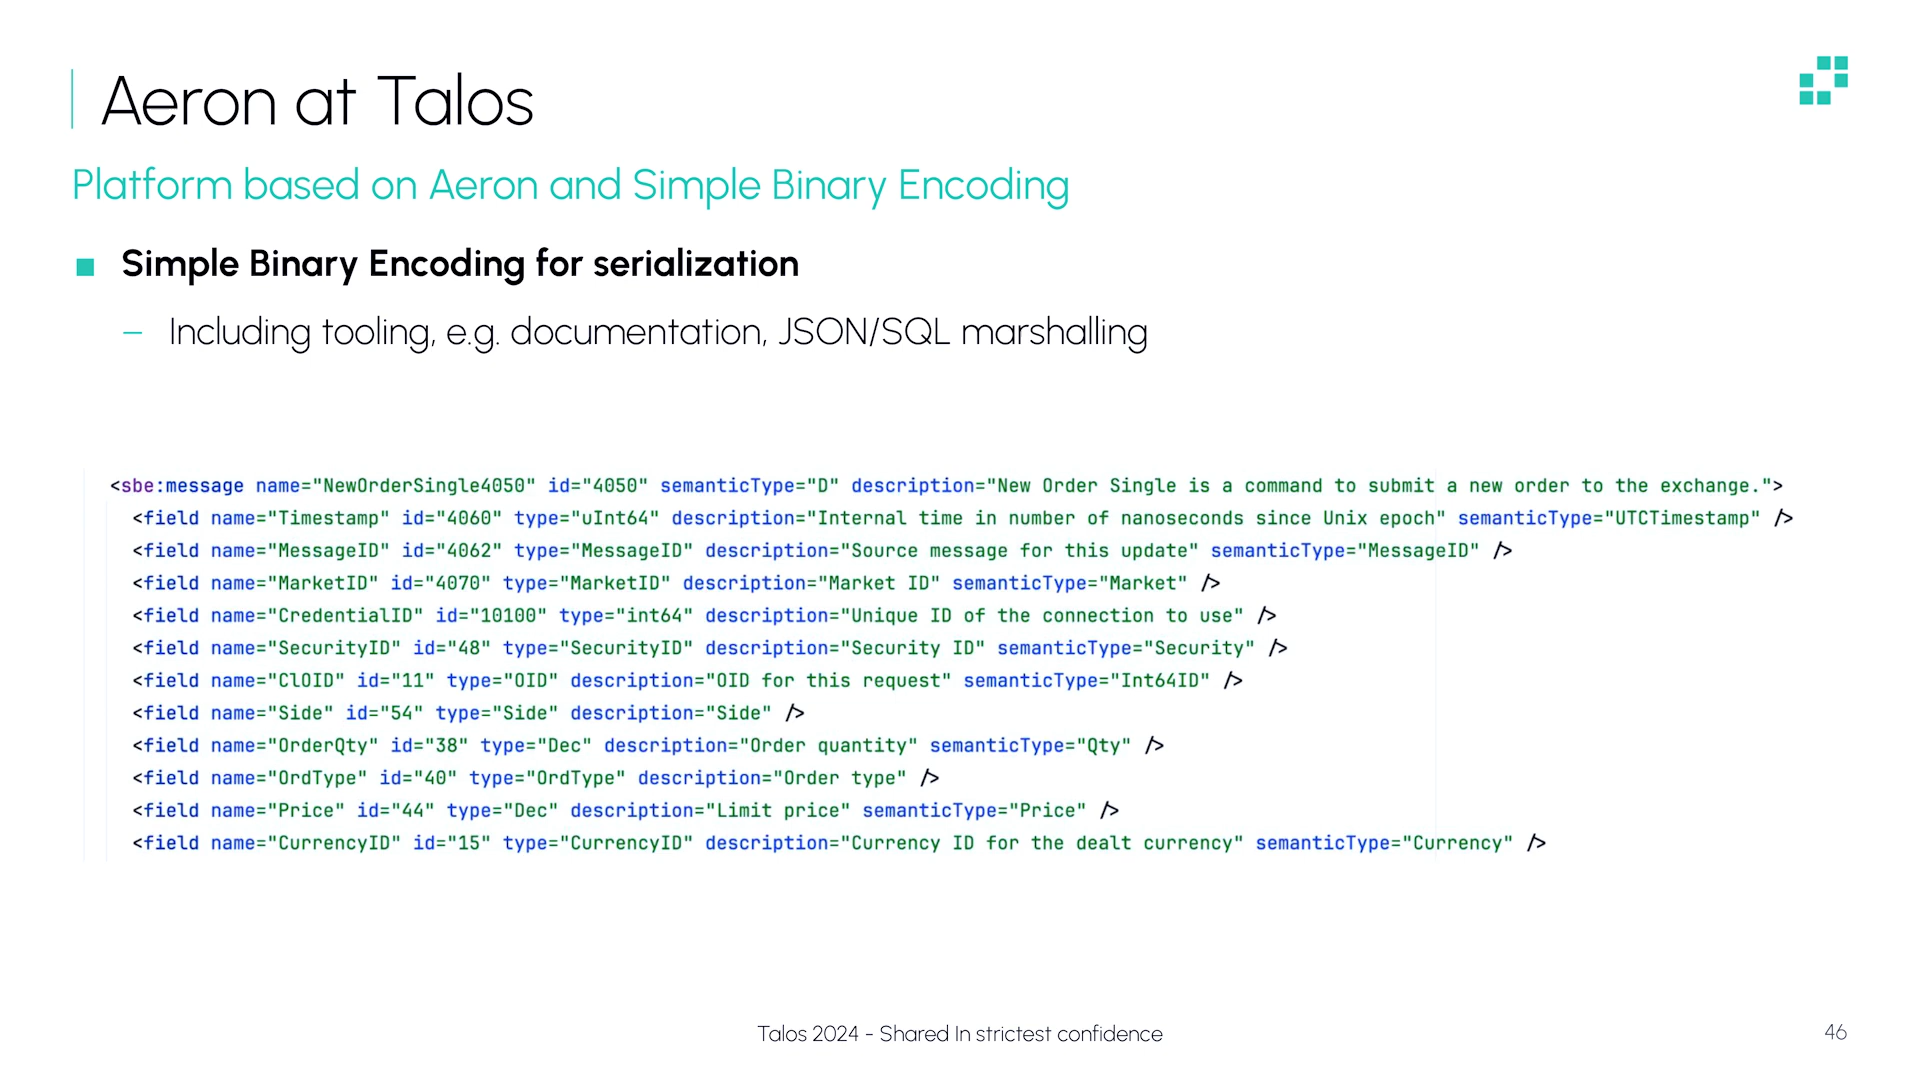 Aeron at Talos
Platform based on Aeron and Simple Binary Encoding
■ Simple Binary Encoding for serialization
– Including tooling, e.g. documentation, JSON/SQL marshalling
<sbe:message name="NewOrderSingle4050" id="4050" semanticType="D" description="New Order Single is a command to submit a new order to the exchange.">
<field name="Timestamp" id="4060" type="uInt64" description="Internal time in number of nanoseconds since Unix epoch" semanticType="UTCTimestamp" />
<field name="MessageID" id="4062" type="MessageID" description="Source message for this update" semanticType="MessageID" />
<field name="MarketID" id="4070" type="MarketID" description="Market ID" semanticType="Market" />
<field name="CredentialID" id="10100" type="int64" description="Unique ID of the connection to use" />
<field name="SecurityID" id="48" type="SecurityID" description="Security ID" semanticType="Security" />
<field name="ClOID" id="11" type="OID" description="OID for this request" semanticType="Int64ID" />
<field name="Side" id="54" type="Side" description="Side" />
<field name="OrderQty" id="38" type="Dec" description="Order quantity" semanticType="Qty" />
<field name="OrdType" id="40" type="OrdType" description="Order type" />
<field name="Price" id="44" type="Dec" description="Limit price" semanticType="Price" />
<field name="CurrencyID" id="15" type="CurrencyID" description="Currency ID for the dealt currency" semanticType="Currency" />
Talos 2024 - Shared In strictest confidence
46